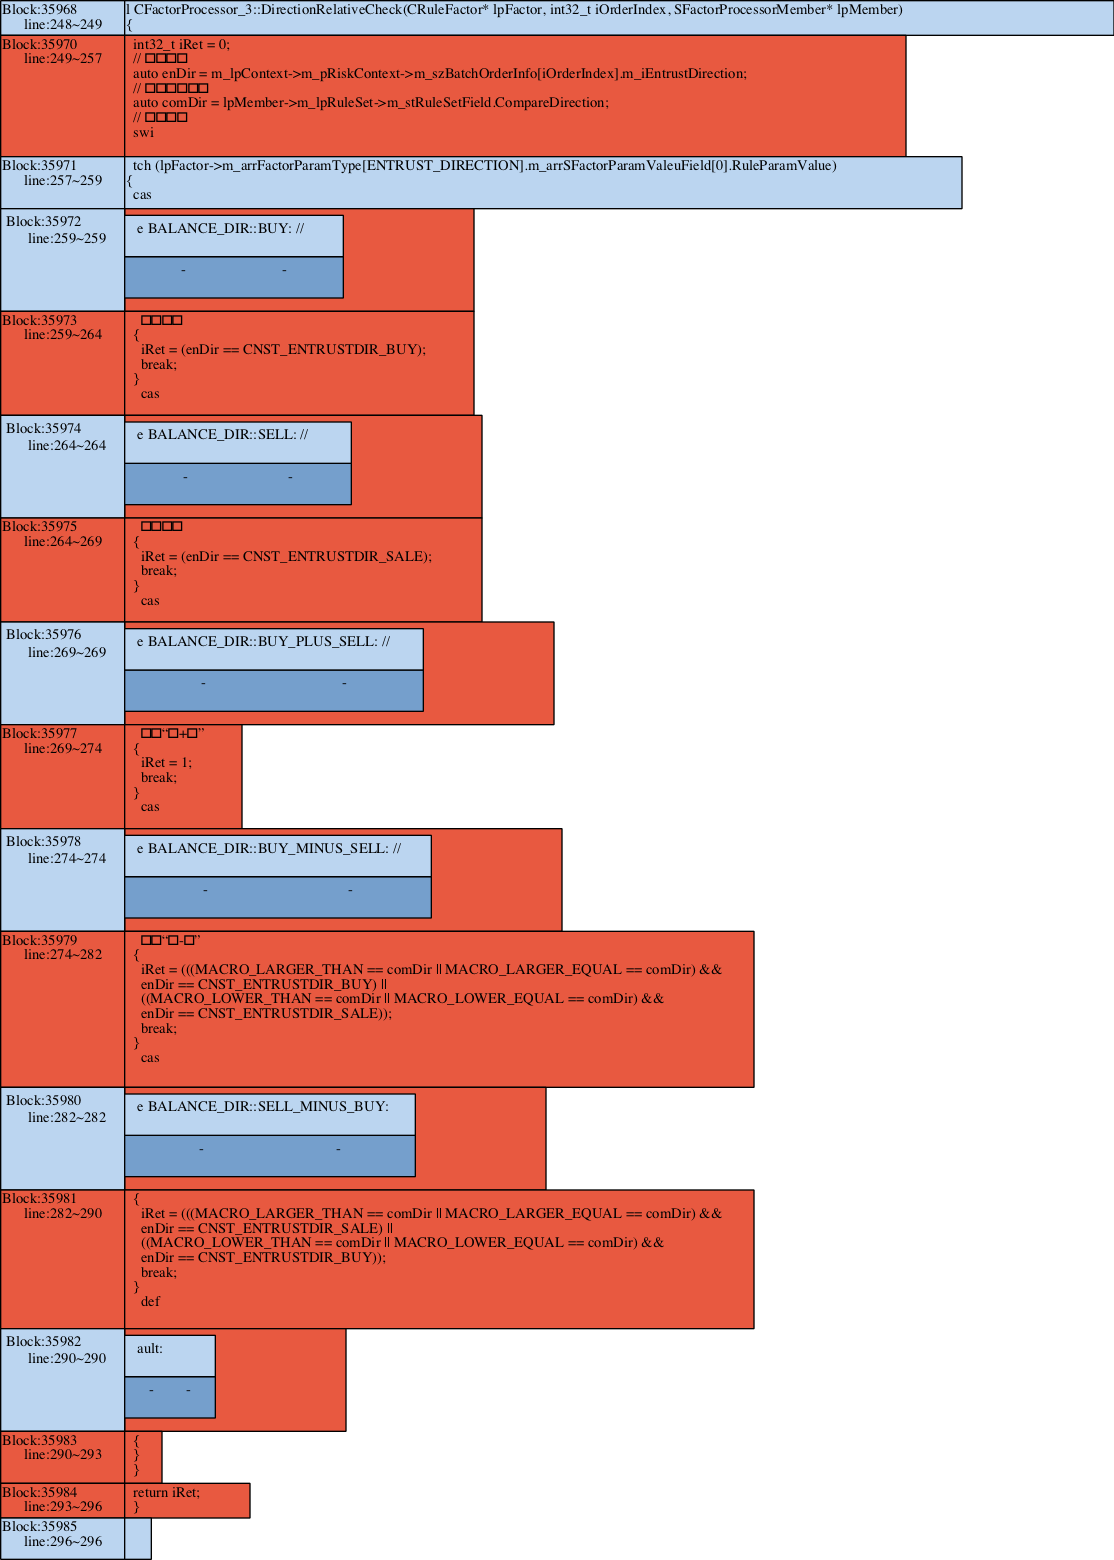 Block:35968
line:248~249
l CFactorProcessor_3::DirectionRelativeCheck(CRuleFactor* lpFactor, int32_t iOrderIndex, SFactorProcessorMember* lpMember)
{
Block:35970
line:249~257
int32_t iRet = 0;
// □□□□
auto enDir = m_lpContext->m_pRiskContext->m_szBatchOrderInfo[iOrderIndex].m_iEntrustDirection;
// □□□□□□
auto comDir = lpMember->m_lpRuleSet->m_stRuleSetField.CompareDirection;
// □□□□
swi
Block:35971
line:257~259
tch (lpFactor->m_arrFactorParamType[ENTRUST_DIRECTION].m_arrSFactorParamValeuField[0].RuleParamValue)
{
cas
Block:35972
line:259~259
e BALANCE_DIR::BUY: //
- -
Block:35973
line:259~264
□□□□
{
iRet = (enDir == CNST_ENTRUSTDIR_BUY);
break;
}
cas
Block:35974
line:264~264
e BALANCE_DIR::SELL: //
- -
Block:35975
line:264~269
□□□□
{
iRet = (enDir == CNST_ENTRUSTDIR_SALE);
break;
}
cas
Block:35976
line:269~269
e BALANCE_DIR::BUY_PLUS_SELL: //
- -
Block:35977
line:269~274
□□“□+□”
{
iRet = 1;
break;
}
cas
Block:35978
line:274~274
e BALANCE_DIR::BUY_MINUS_SELL: //
- -
Block:35979
line:274~282
□□“□-□”
{
iRet = (((MACRO_LARGER_THAN == comDir || MACRO_LARGER_EQUAL == comDir) &&
enDir == CNST_ENTRUSTDIR_BUY) ||
((MACRO_LOWER_THAN == comDir || MACRO_LOWER_EQUAL == comDir) &&
enDir == CNST_ENTRUSTDIR_SALE));
break;
}
cas
Block:35980
line:282~282
e BALANCE_DIR::SELL_MINUS_BUY:
- -
Block:35981
line:282~290
{
iRet = (((MACRO_LARGER_THAN == comDir || MACRO_LARGER_EQUAL == comDir) &&
enDir == CNST_ENTRUSTDIR_SALE) ||
((MACRO_LOWER_THAN == comDir || MACRO_LOWER_EQUAL == comDir) &&
enDir == CNST_ENTRUSTDIR_BUY));
break;
}
def
Block:35982
line:290~290
ault:
- -
Block:35983
line:290~293
{
}
}
Block:35984
line:293~296
return iRet;
}
Block:35985
line:296~296